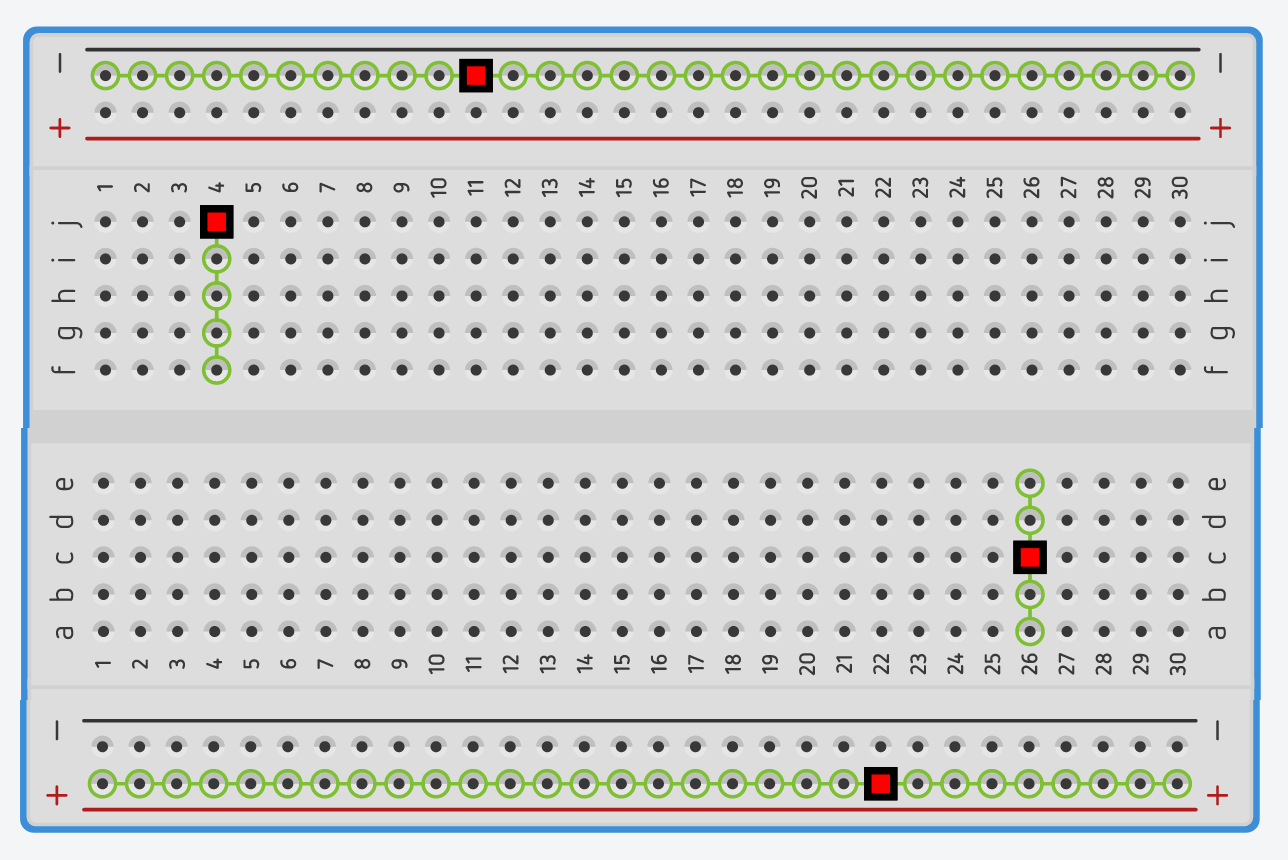 − −
+ +
1 2 3 4 5 6 7 8 9 10 11 12 13 14 15 16 17 18 19 20 21 22 23 24 25 26 27 28 29 30
j j
i i
h h
g g
f f
e e
d d
c c
b b
a a
1 2 3 4 5 6 7 8 9 10 11 12 13 14 15 16 17 18 19 20 21 22 23 24 25 26 27 28 29 30
− −
+ +